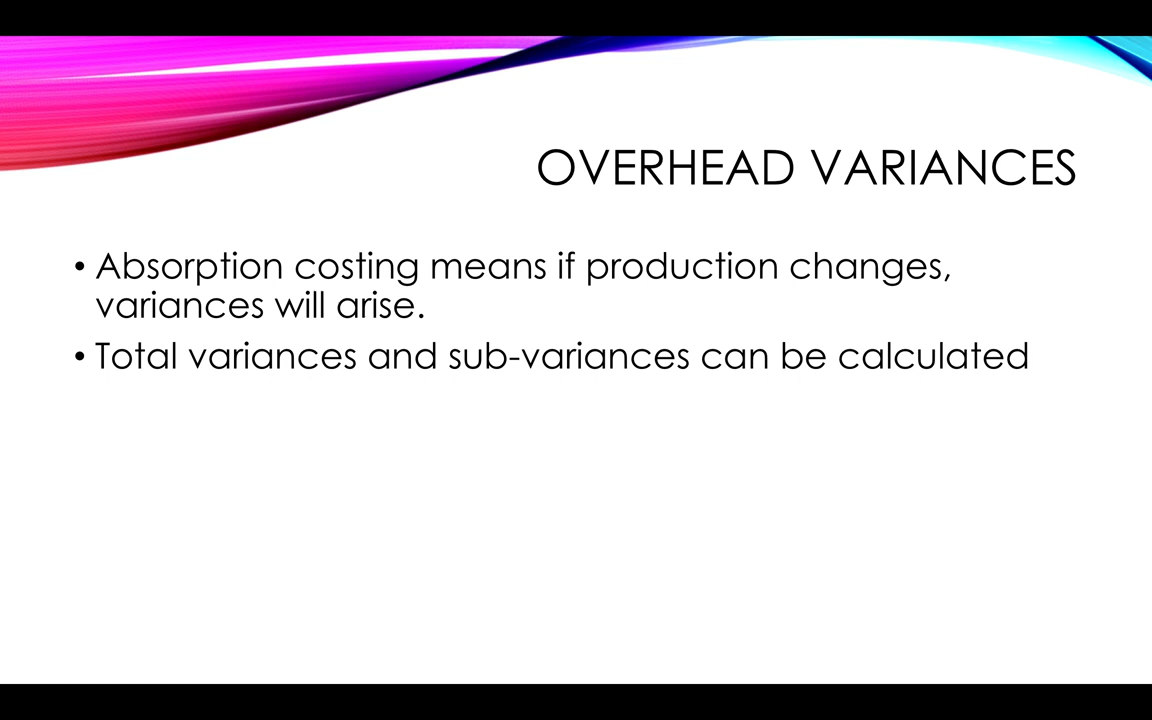 OVERHEAD VARIANCES
• Absorption costing means if production changes,
variances will arise.
• Total variances and sub-variances can be calculated